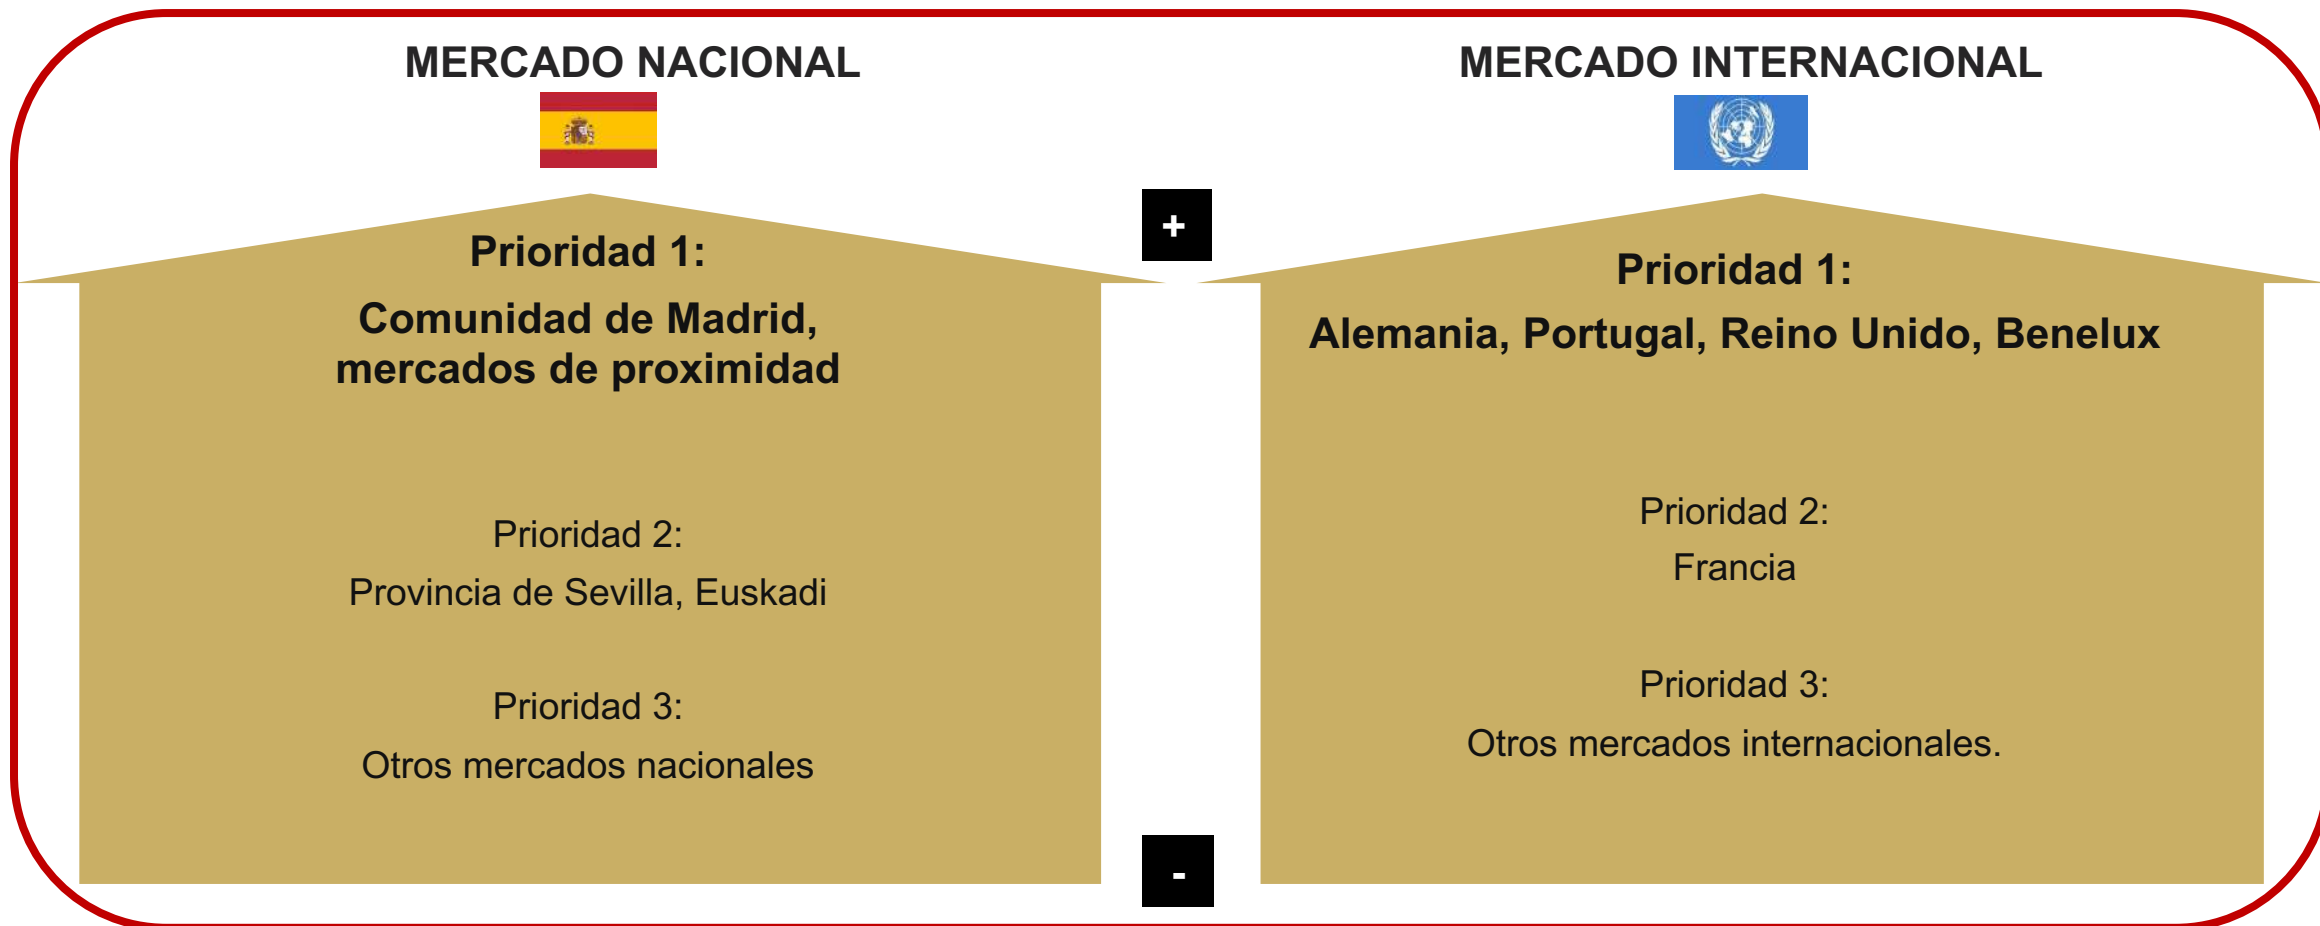 MERCADO NACIONAL
Prioridad 1:
Comunidad de Madrid,
mercados de proximidad
Prioridad 2:
Provincia de Sevilla, Euskadi
Prioridad 3:
Otros mercados nacionales
+
-
MERCADO INTERNACIONAL
Prioridad 1:
Alemania, Portugal, Reino Unido, Benelux
Prioridad 2:
Francia
Prioridad 3:
Otros mercados internacionales.